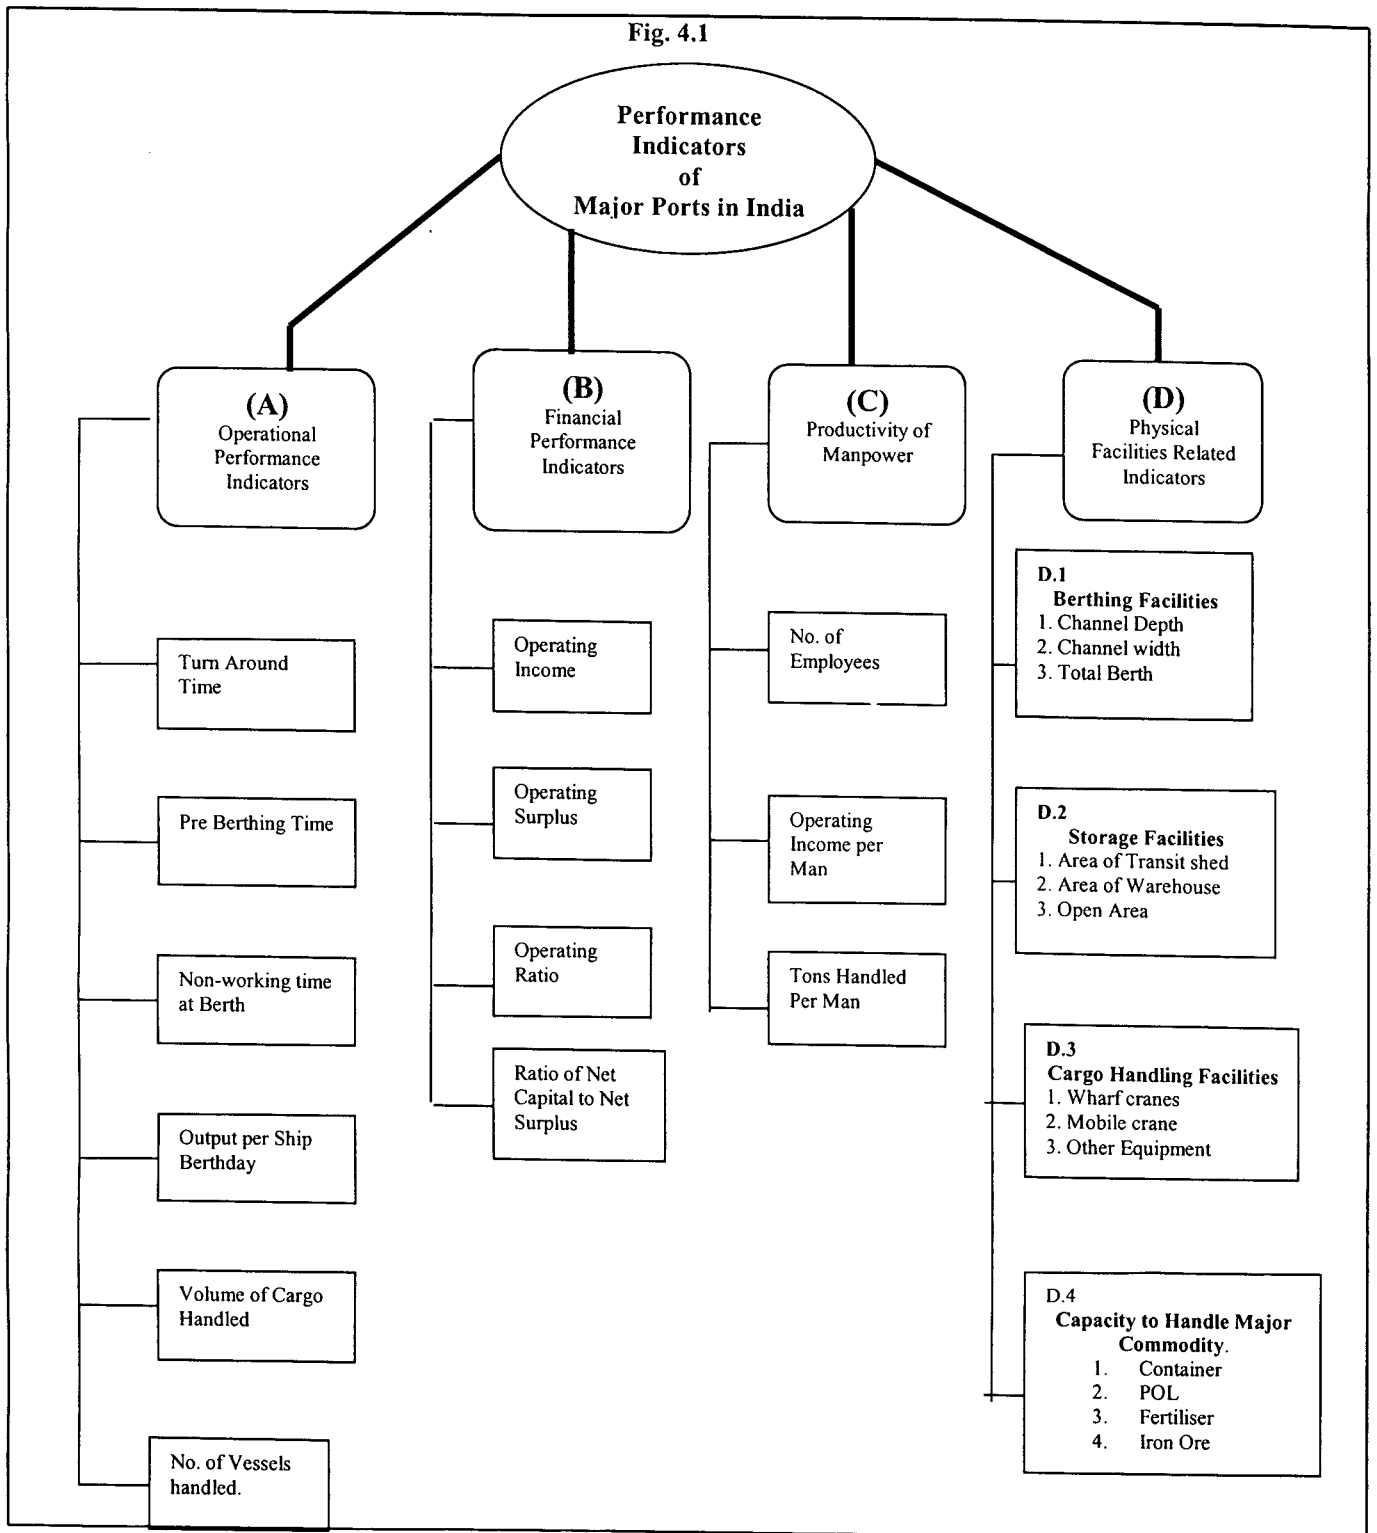 Fig. 4.1
Performance
Indicators
of
Major Ports in India
(A)
Operational
Performance
Indicators
Turn Around
Time
Pre Berthing Time
Non-working time
at Berth
Output per Ship
Berthday
Volume of Cargo
Handled
No. of Vessels
handled.
(B)
Financial
Performance
Indicators
Operating
Income
Operating
Surplus
Operating
Ratio
Ratio of Net
Capital to Net
Surplus
(C)
Productivity of
Manpower
No. of
Employees
Operating
Income per
Man
Tons Handled
Per Man
(D)
Physical
Facilities Related
Indicators
D.1
Berthing Facilities
1. Channel Depth
2. Channel width
3. Total Berth
D.2
Storage Facilities
1. Area of Transit shed
2. Area of Warehouse
3. Open Area
D.3
Cargo Handling Facilities
1. Wharf cranes
2. Mobile crane
3. Other Equipment
D.4
Capacity to Handle Major
Commodity.
1. Container
2. POL
3. Fertiliser
4. Iron Ore